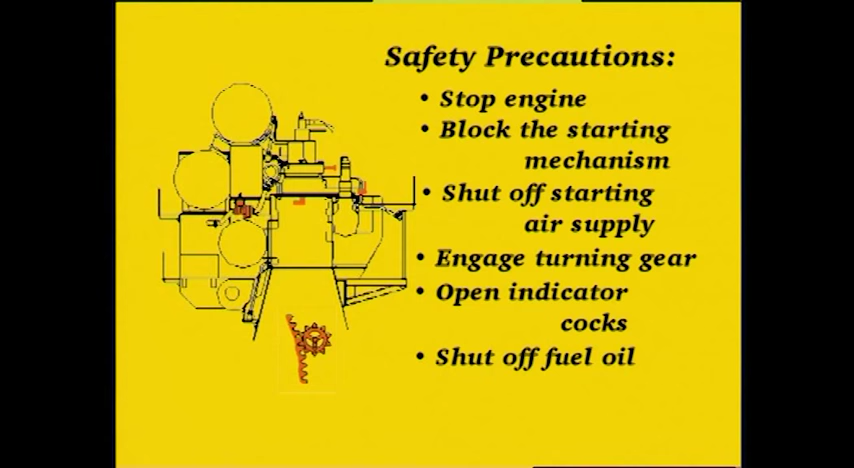 Safety Precautions:
• Stop engine
• Block the starting
mechanism
• Shut off starting
air supply
• Engage turning gear
• Open indicator
cocks
• Shut off fuel oil